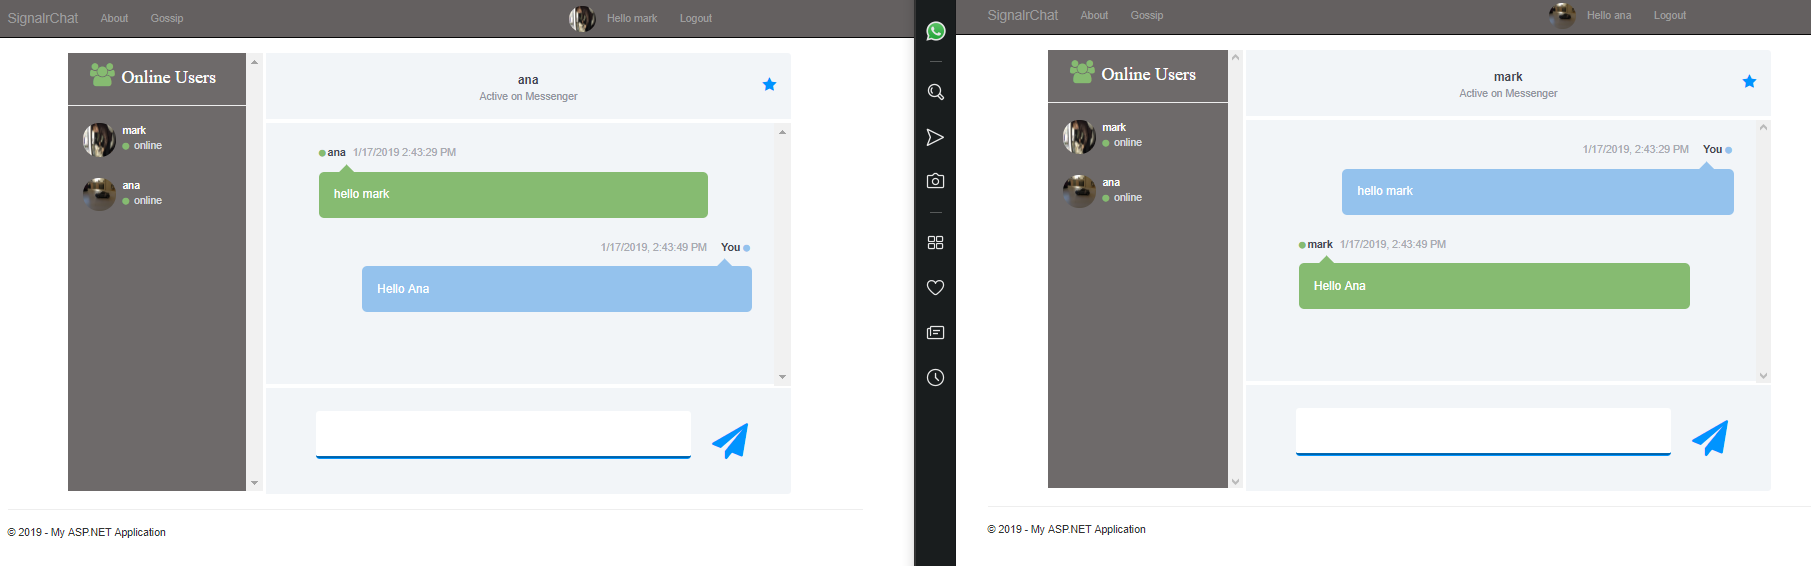 SignalrChat About Gossip Hello mark Logout
Online Users
mark
online
ana
online
ana
Active on Messenger
ana 1/17/2019 2:43:29 PM
hello mark
1/17/2019, 2:43:49 PM You
Hello Ana
© 2019 - My ASP.NET Application
SignalrChat About Gossip Hello ana Logout
Online Users
mark
online
ana
online
mark
Active on Messenger
1/17/2019, 2:43:29 PM You
hello mark
mark 1/17/2019, 2:43:49 PM
Hello Ana
© 2019 - My ASP.NET Application